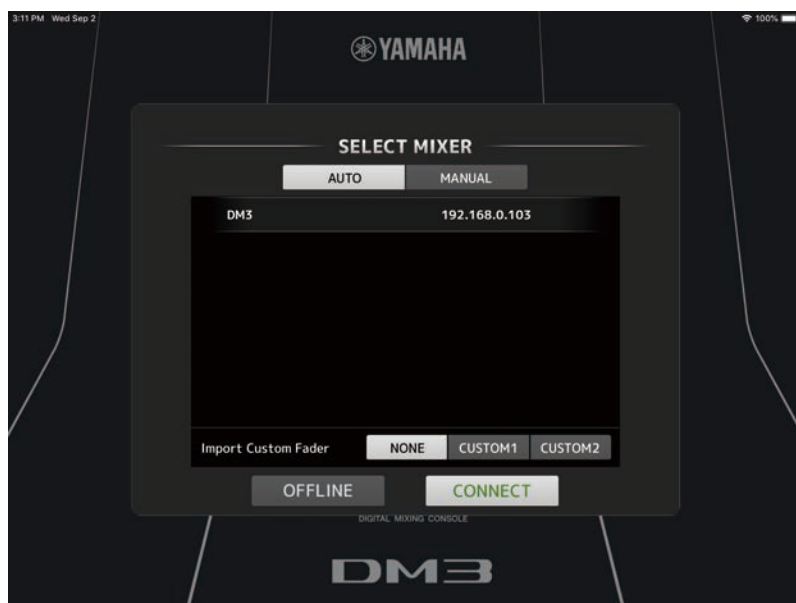 3:11 PM Wed Sep 2
100%
YAMAHA
SELECT MIXER
AUTO MANUAL
DM3 192.168.0.103
Import Custom Fader NONE CUSTOM1 CUSTOM2
OFFLINE CONNECT
DIGITAL MIXING CONSOLE
DM3